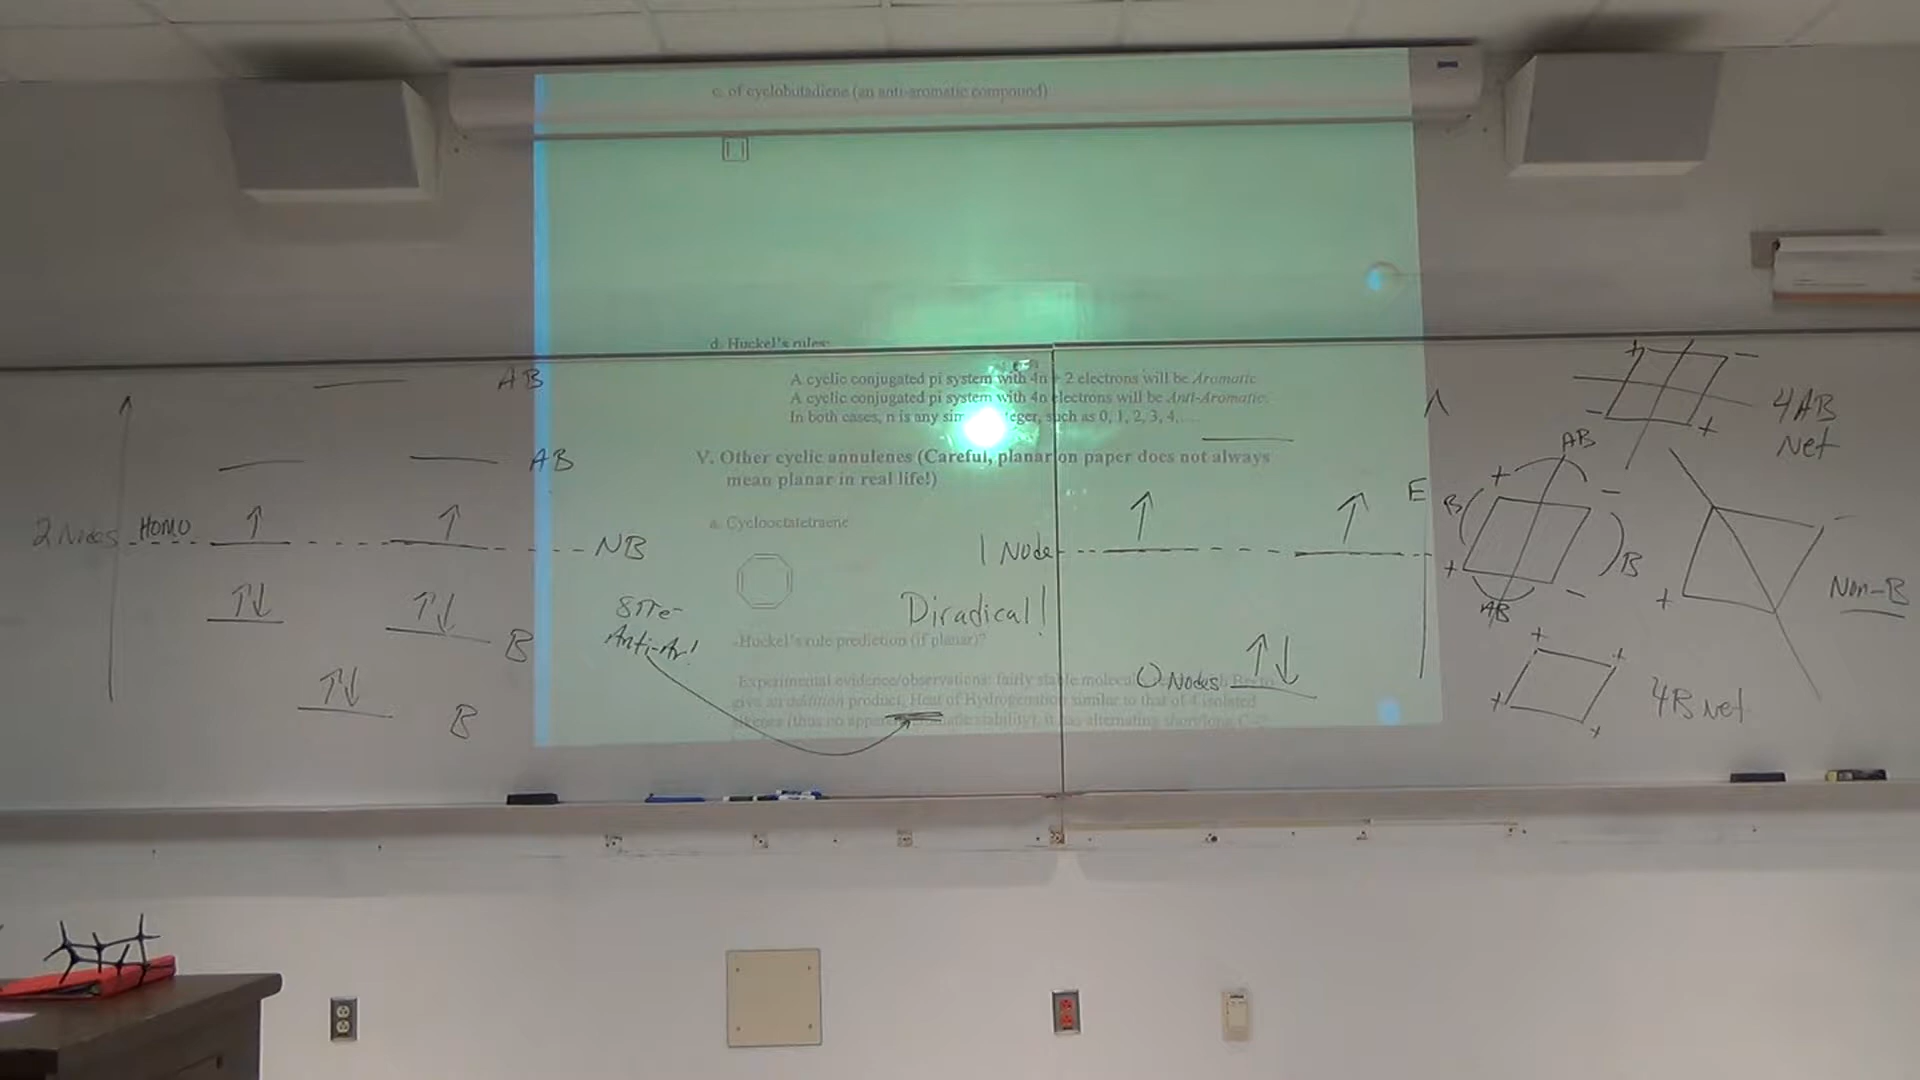 c. of cyclobutadiene (an anti-aromatic compound)
d. Huckel's rules:
A cyclic conjugated pi system with 4n + 2 electrons will be Aromatic
A cyclic conjugated pi system with 4n electrons will be Anti-Aromatic.
In both cases, n is any such as 0, 1, 2, 3, 4, ...
V. Other cyclic annulenes (Careful, planar on paper does not always
mean planar in real life!)
a. Cyclooctatetraene
-Huckel's rule prediction (if planar)?
Experimental evidence/observations: fairly stable
give an addition product, Heat of Hydrogenation similar to that of 4 isolated
AB
AB
2 Nodes HOMO
NB
B
B
8πe-
Anti-Ar!
Diradical!
1 Node
0 Nodes
E
+ -
- +
4AB
Net
AB
+ -
B B
+ -
AB
-
+
Non-B
+ +
+ +
4B Net